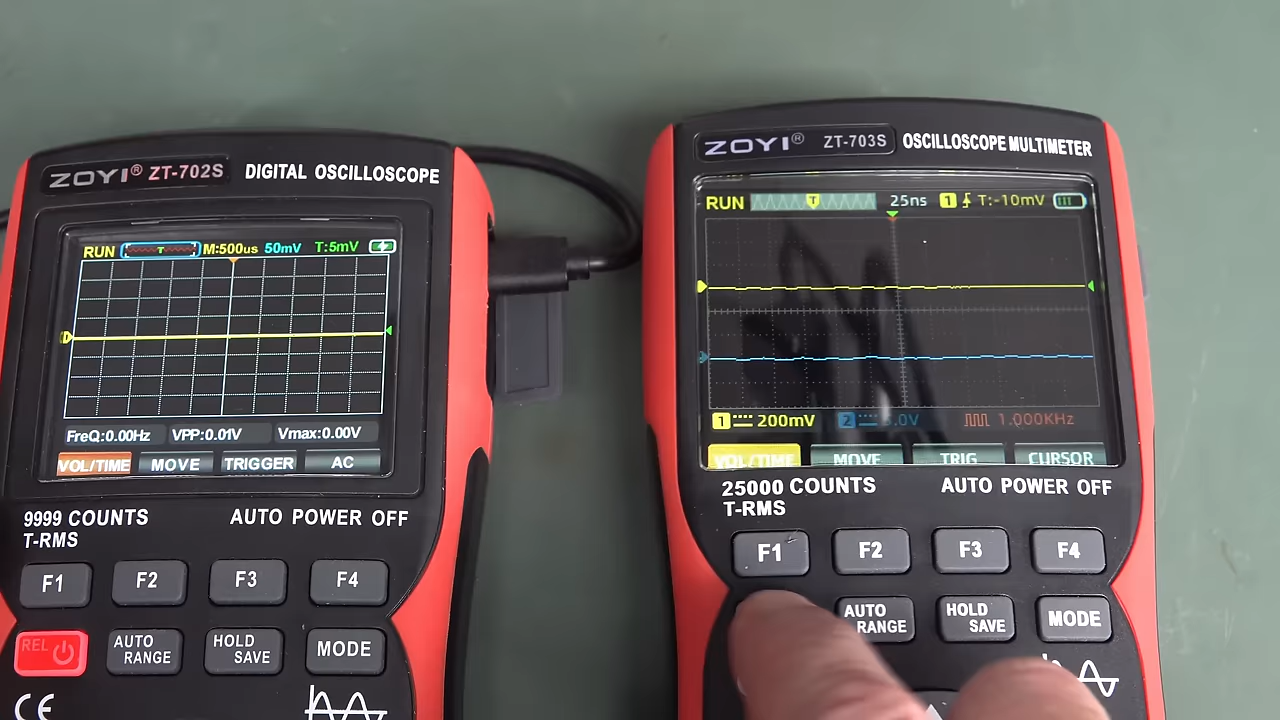 ZOYI® ZT-702S DIGITAL OSCILLOSCOPE
RUN T M:500us 50mV T:5mV
FreQ:0.00Hz VPP:0.01V Vmax:0.00V
VOL/TIME MOVE TRIGGER AC
9999 COUNTS AUTO POWER OFF
T-RMS
F1 F2 F3 F4
REL AUTO RANGE HOLD SAVE MODE
CE
ZOYI® ZT-703S OSCILLOSCOPE MULTIMETER
RUN T 25ns 1 T:-10mV
1 200mV 2 1.000KHz
VOL/TIME MOVE TRIG CURSOR
25000 COUNTS AUTO POWER OFF
T-RMS
F1 F2 F3 F4
AUTO RANGE HOLD SAVE MODE